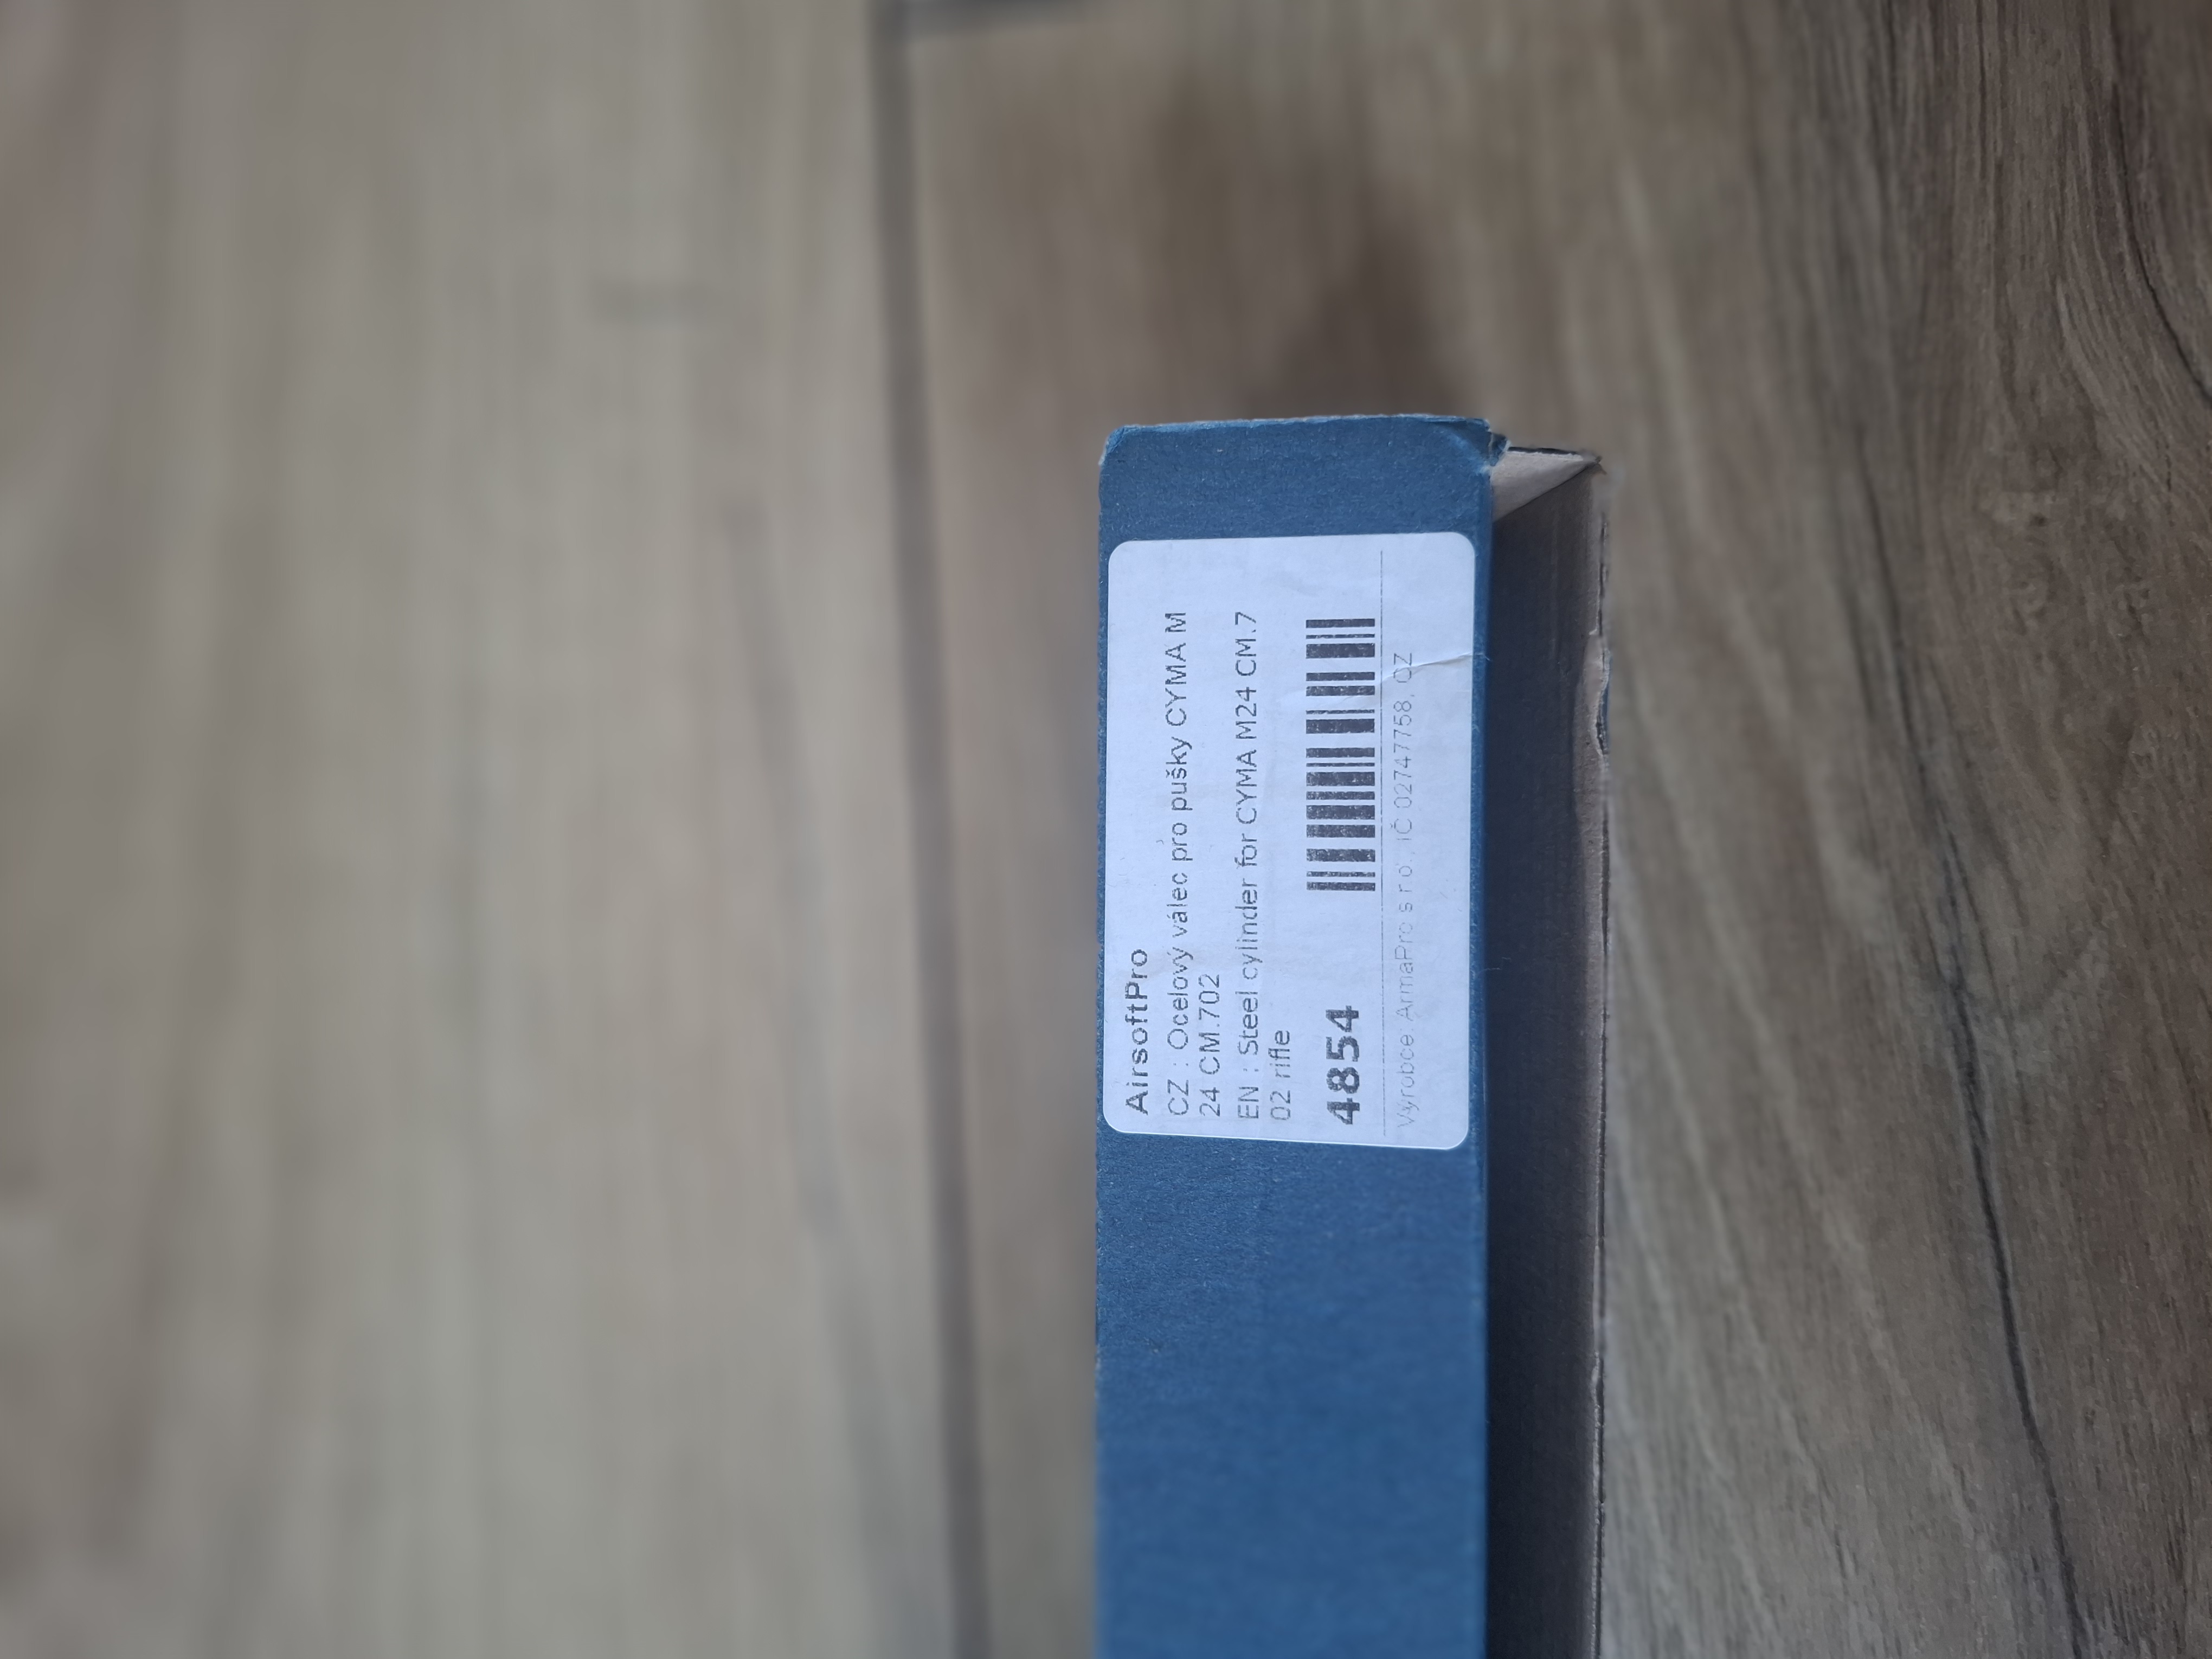 AirsoftPro
CZ : Ocelový válec pro pušky CYMA M
24 CM.702
EN : Steel cylinder for CYMA M24 CM.7
02 rifle
4854
Výrobce: ArmaPro s.r.o., IČ 02747758, CZ